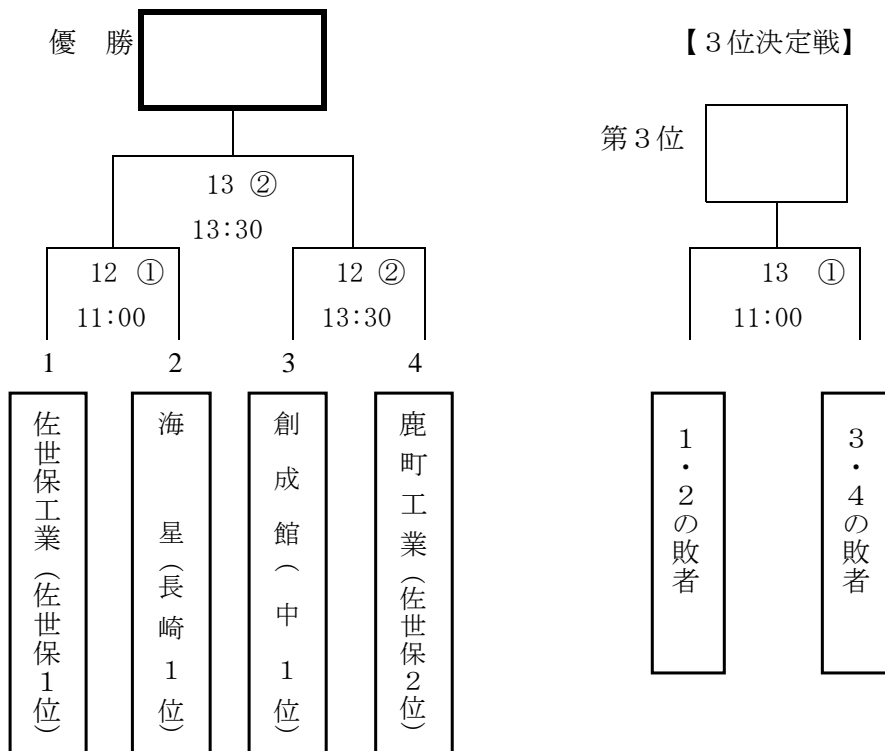 優　勝
【３位決定戦】
第３位
13 ②
13:30
12 ①
11:00
12 ②
13:30
13 ①
11:00
1
2
3
4
佐世保工業（佐世保１位）
海　星（長崎１位）
創成館（中１位）
鹿町工業（佐世保２位）
１・２の敗者
３・４の敗者